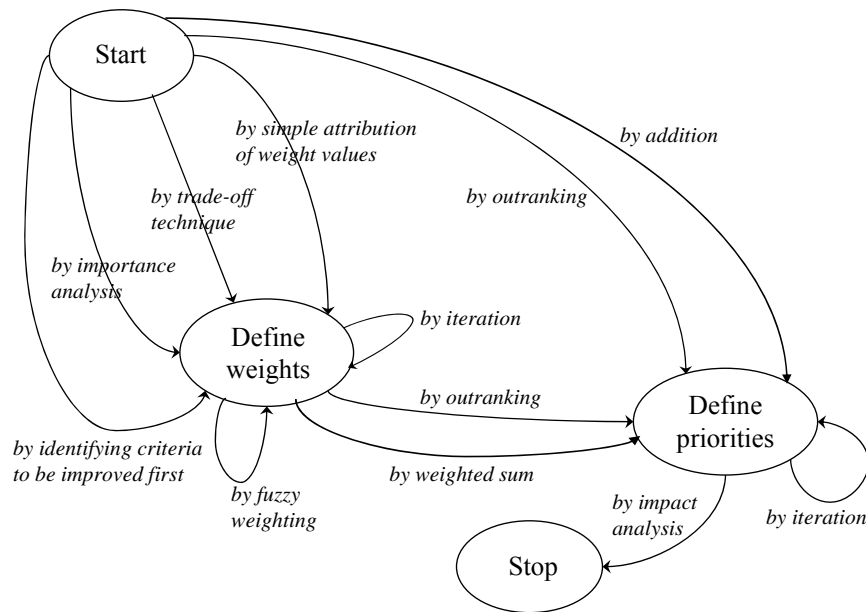 Start
by simple attribution
of weight values
by addition
by trade-off
technique
by outranking
by importance
analysis
Define
weights
by iteration
by outranking
Define
priorities
by identifying criteria
to be improved first
by weighted sum
by fuzzy
weighting
by impact
analysis
by iteration
Stop